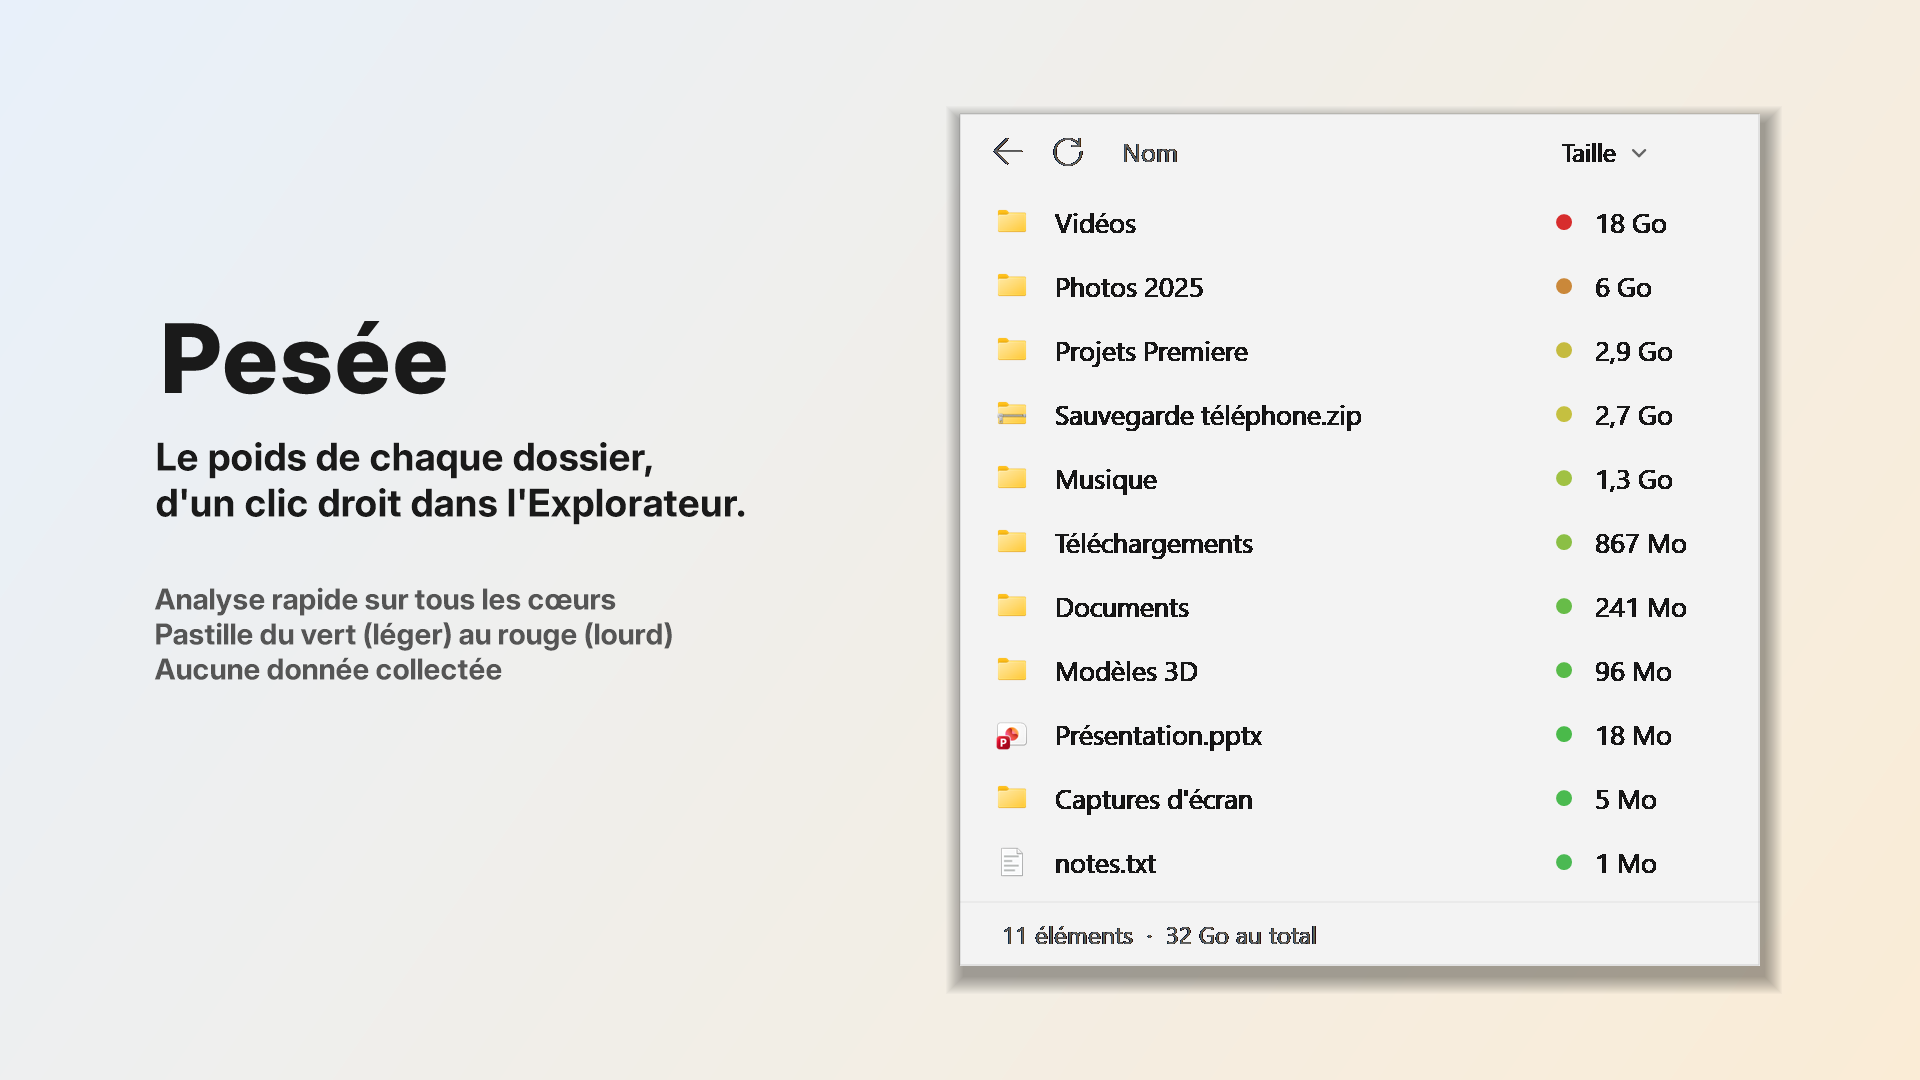 Pesée
Le poids de chaque dossier,
d'un clic droit dans l'Explorateur.
Analyse rapide sur tous les cœurs
Pastille du vert (léger) au rouge (lourd)
Aucune donnée collectée
Nom Taille
Vidéos 18 Go
Photos 2025 6 Go
Projets Premiere 2,9 Go
Sauvegarde téléphone.zip 2,7 Go
Musique 1,3 Go
Téléchargements 867 Mo
Documents 241 Mo
Modèles 3D 96 Mo
P Présentation.pptx 18 Mo
Captures d'écran 5 Mo
notes.txt 1 Mo
11 éléments · 32 Go au total